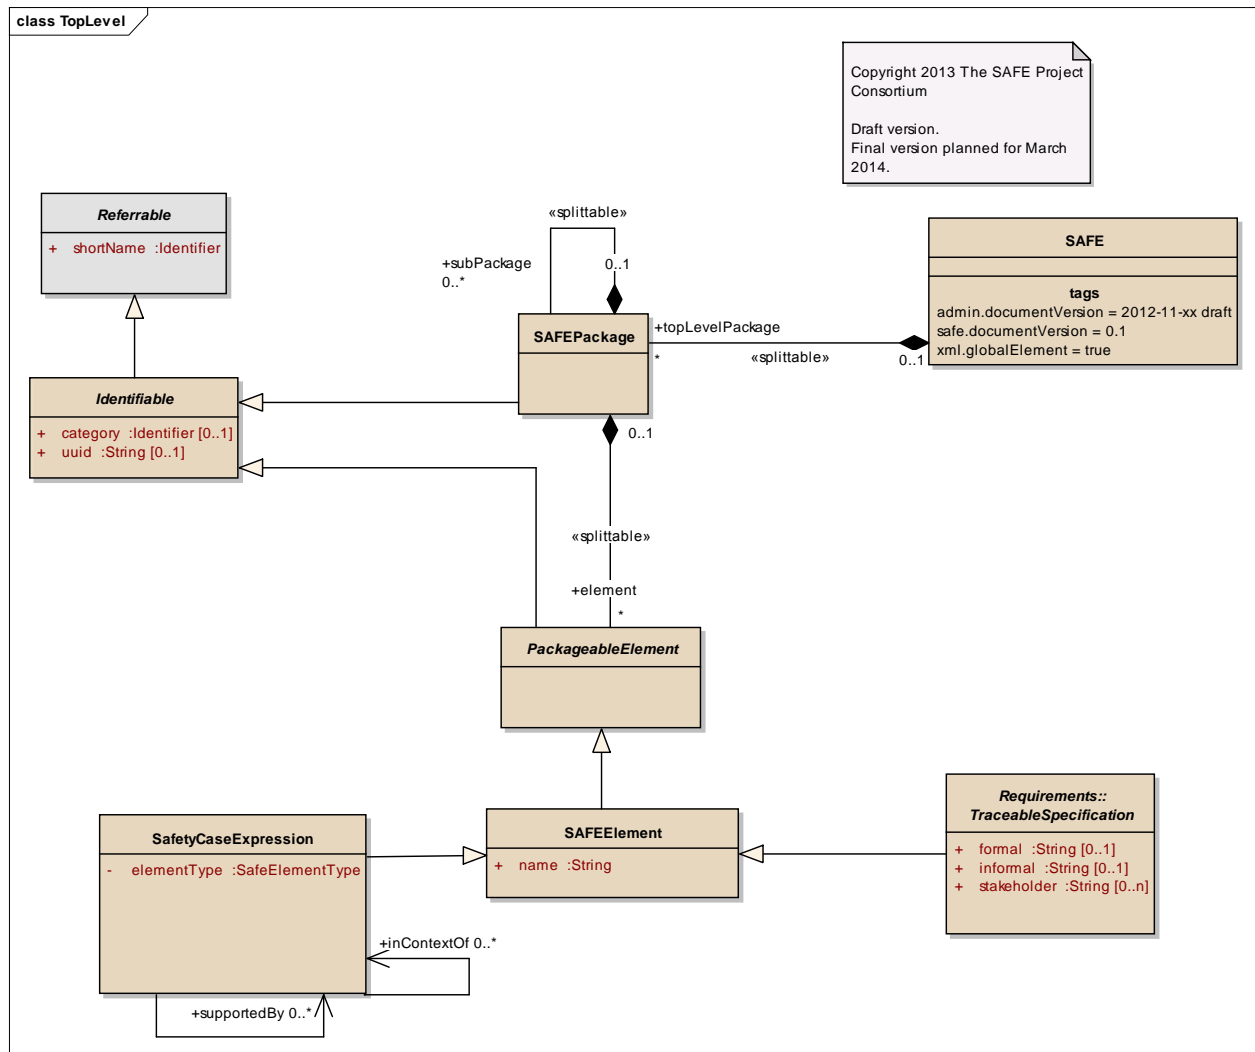 class TopLevel
Copyright 2013 The SAFE Project
Consortium
Draft version.
Final version planned for March
2014.
Referrable
+ shortName :Identifier
«splittable»
+subPackage
0..*
0..1
SAFE
tags
admin.documentVersion = 2012-11-xx draft
safe.documentVersion = 0.1
xml.globalElement = true
SAFEPackage
+topLevelPackage
*
«splittable»
0..1
Identifiable
+ category :Identifier [0..1]
+ uuid :String [0..1]
0..1
«splittable»
+element
*
PackageableElement
SafetyCaseExpression
- elementType :SafeElementType
SAFEElement
+ name :String
Requirements::
TraceableSpecification
+ formal :String [0..1]
+ informal :String [0..1]
+ stakeholder :String [0..n]
+inContextOf 0..*
+supportedBy 0..*